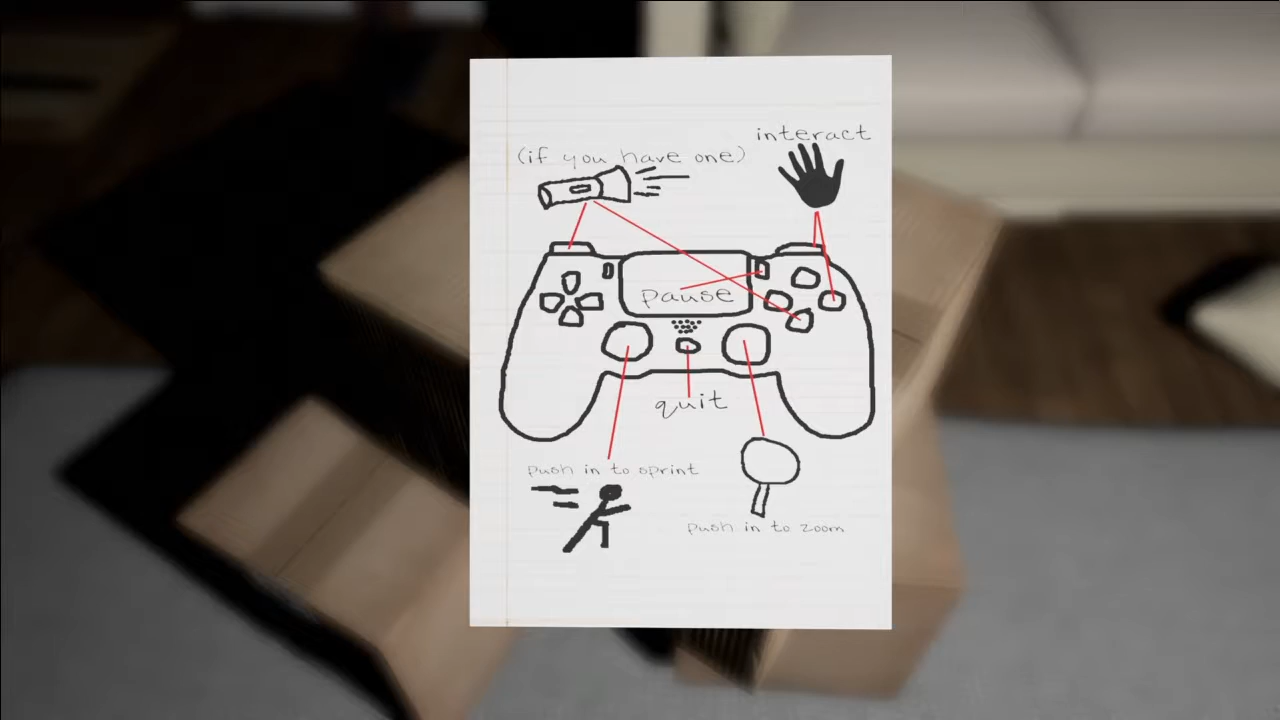 interact
(if you have one)
pause
quit
push in to sprint
push in to zoom